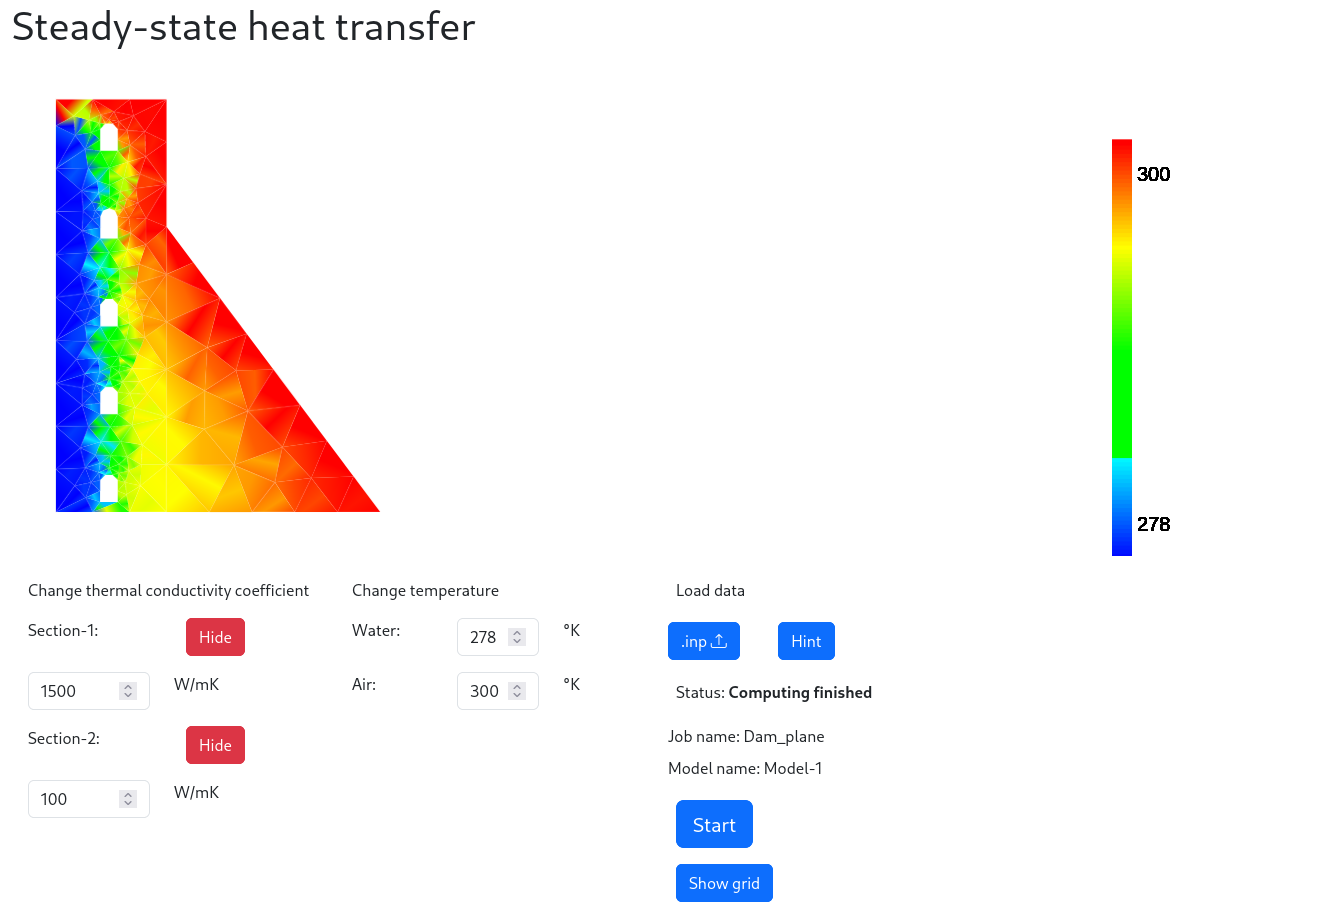 Steady-state heat transfer
300
278
Change thermal conductivity coefficient
Section-1:
Hide
1500
W/mK
Section-2:
Hide
100
W/mK
Change temperature
Water:
278
°K
Air:
300
°K
Load data
.inp
Hint
Status: Computing finished
Job name: Dam_plane
Model name: Model-1
Start
Show grid